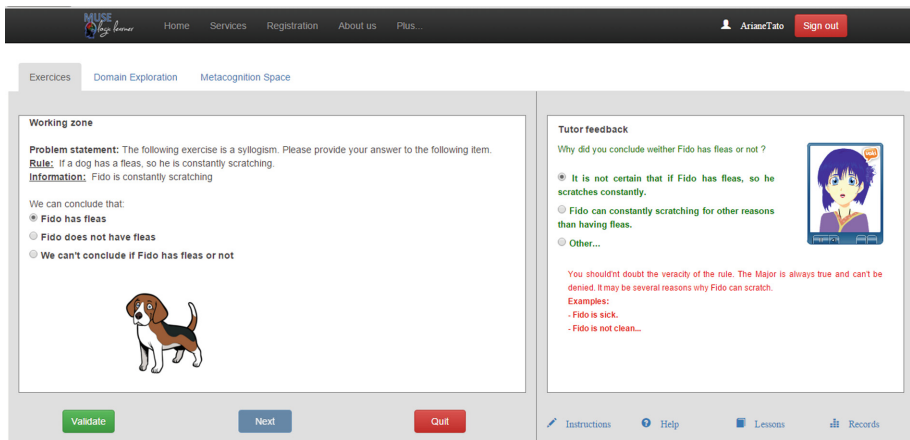 MUSE
logic learner
Home Services Registration About us Plus...
ArianeTato Sign out
Exercices Domain Exploration Metacognition Space
Working zone
Problem statement: The following exercise is a syllogism. Please provide your answer to the following item.
Rule: If a dog has a fleas, so he is constantly scratching.
Information: Fido is constantly scratching
We can conclude that:
Fido has fleas
Fido does not have fleas
We can't conclude if Fido has fleas or not
Validate Next Quit
Tutor feedback
Why did you conclude weither Fido has fleas or not ?
It is not certain that if Fido has fleas, so he
scratches constantly.
Fido can constantly scratching for other reasons
than having fleas.
Other...
You should'nt doubt the veracity of the rule. The Major is always true and can't be
denied. It may be several reasons why Fido can scratch.
Examples:
- Fido is sick.
- Fido is not clean...
Instructions Help Lessons Records